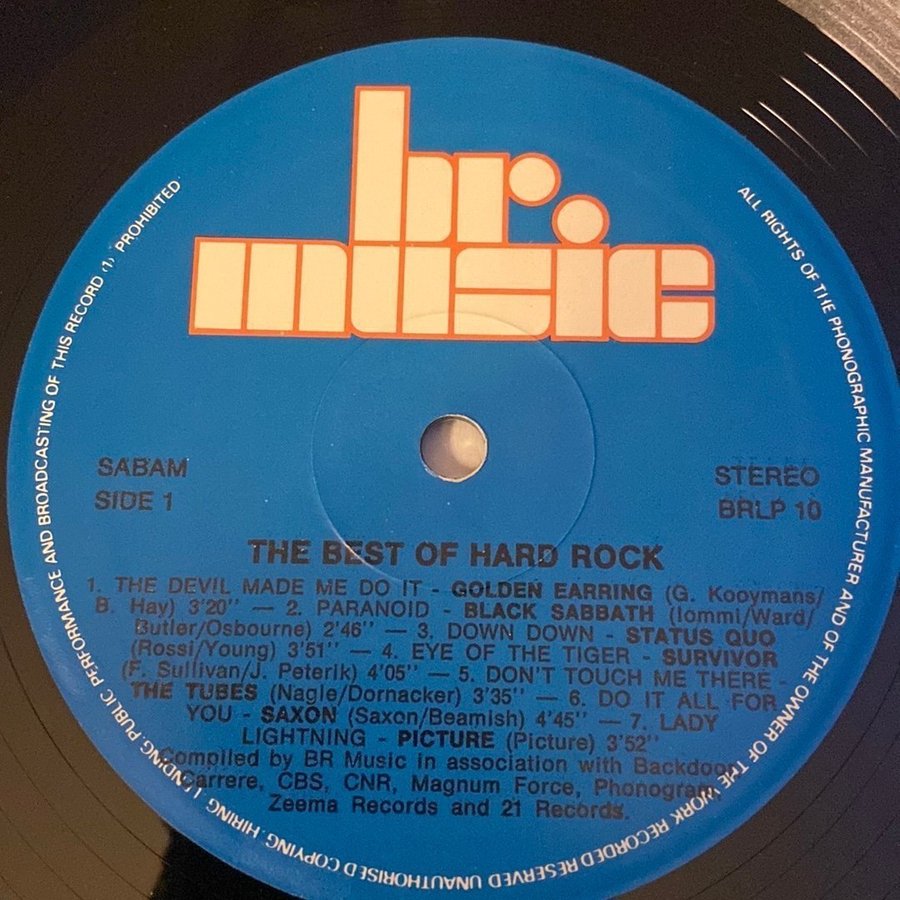 br.
music
SABAM
SIDE 1
STEREO
BRLP 10
THE BEST OF HARD ROCK
1. THE DEVIL MADE ME DO IT - GOLDEN EARRING (G. Kooymans/
B. Hay) 3'20" — 2. PARANOID - BLACK SABBATH (Iommi/Ward/
Butler/Osbourne) 2'46" — 3. DOWN DOWN - STATUS QUO
(Rossi/Young) 3'51" — 4. EYE OF THE TIGER - SURVIVOR
(F. Sullivan/J. Peterik) 4'05" — 5. DON'T TOUCH ME THERE -
THE TUBES (Nagle/Dornacker) 3'35" — 6. DO IT ALL FOR
YOU - SAXON (Saxon/Beamish) 4'45" — 7. LADY
LIGHTNING - PICTURE (Picture) 3'52"
Compiled by BR Music in association with Backdoor,
Carrere, CBS, CNR, Magnum Force, Phonogram,
Zeema Records and 21 Records.
ALL RIGHTS OF THE PHONOGRAPHIC MANUFACTURER AND OF THE OWNER OF THE WORK RECORDED RESERVED UNAUTHORISED COPYING, HIRING, LENDING, PUBLIC PERFORMANCE AND BROADCASTING OF THIS RECORD (1), PROHIBITED